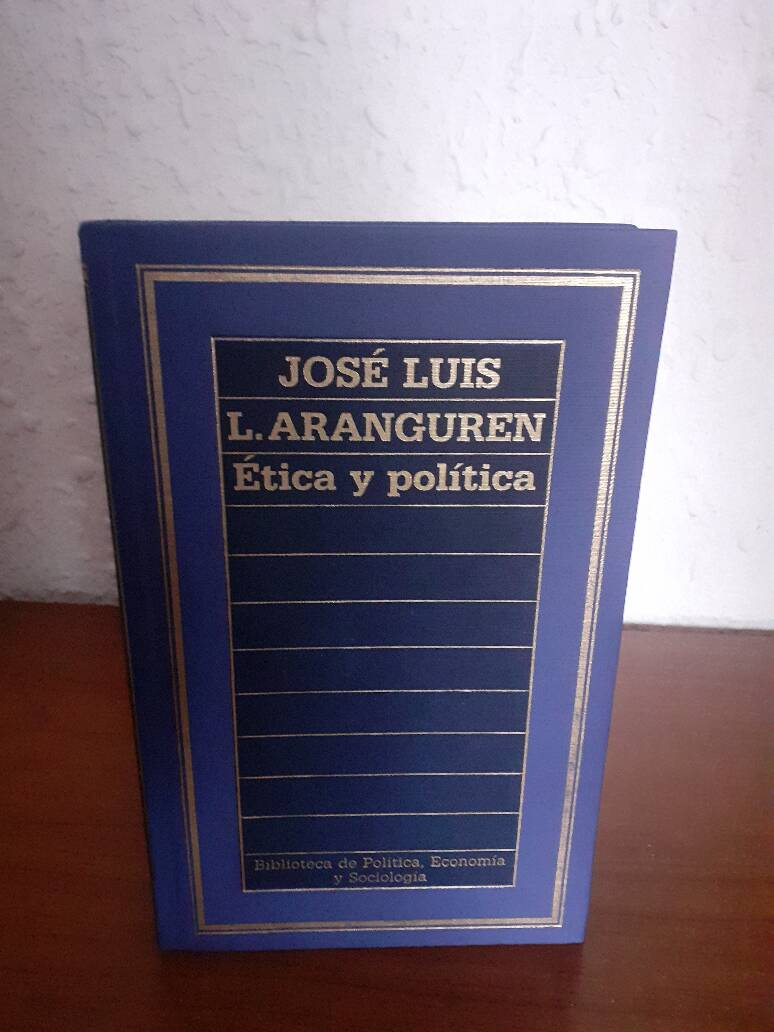 JOSÉ LUIS
L. ARANGUREN
Ética y política
Biblioteca de Política, Economía
y Sociología